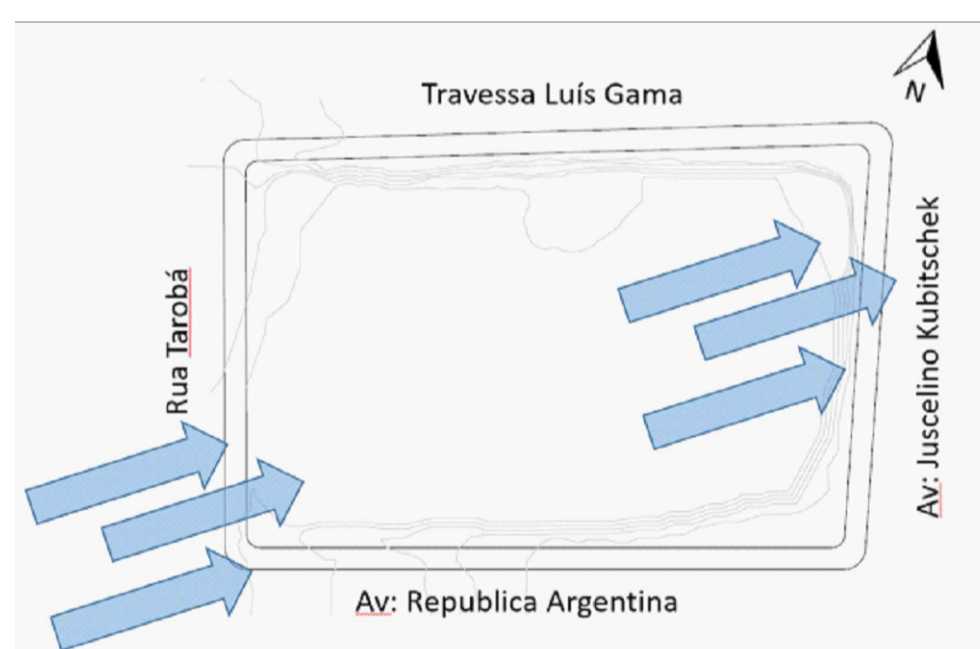 Travessa Luís Gama
N
Rua Tarobá
Av: Juscelino Kubitschek
Av: Republica Argentina